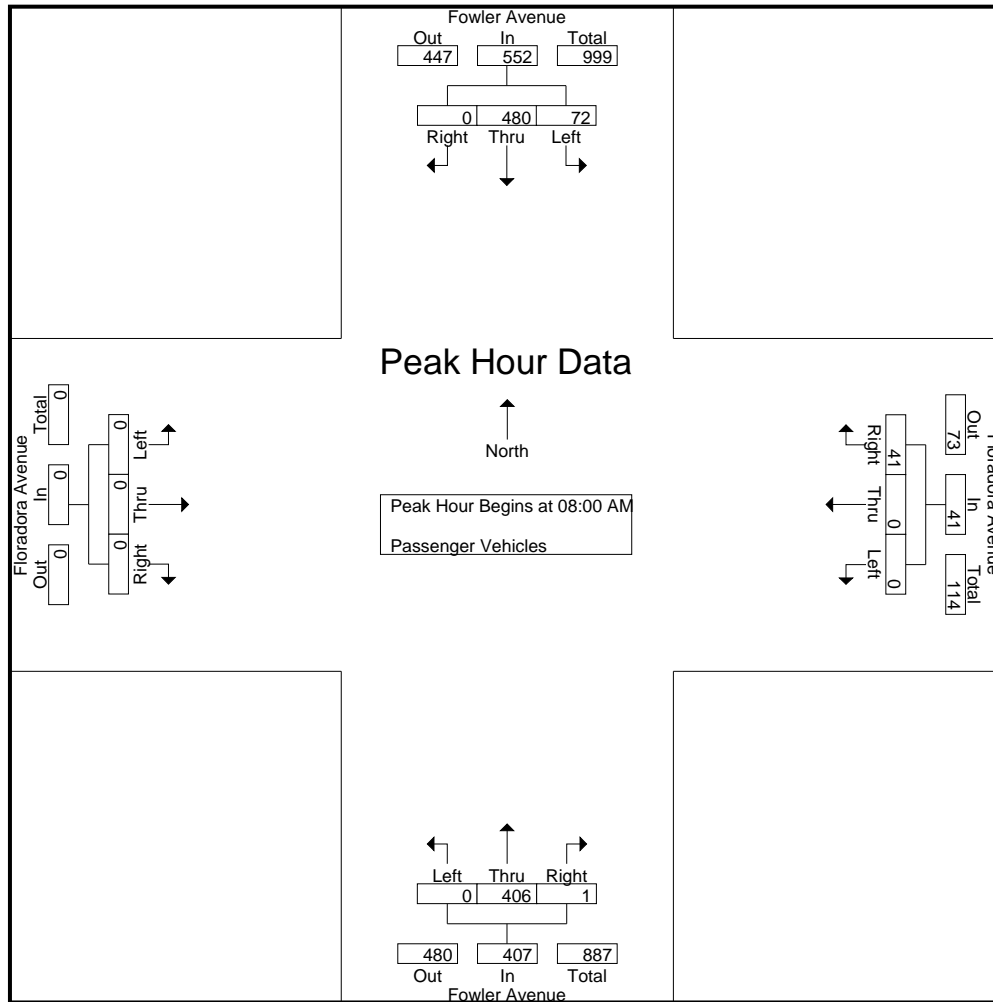 Fowler Avenue
Out In Total
447 552 999
0 480 72
Right Thru Left
Peak Hour Data
North
Peak Hour Begins at 08:00 AM
Passenger Vehicles
Floradora Avenue
Total In Out
0 0 0
0 0 0
Left Thru Right
Right Thru Left
41 0 0
73 41 114
Out In Total
Floradora Avenue
Left Thru Right
0 406 1
480 407 887
Out In Total
Fowler Avenue